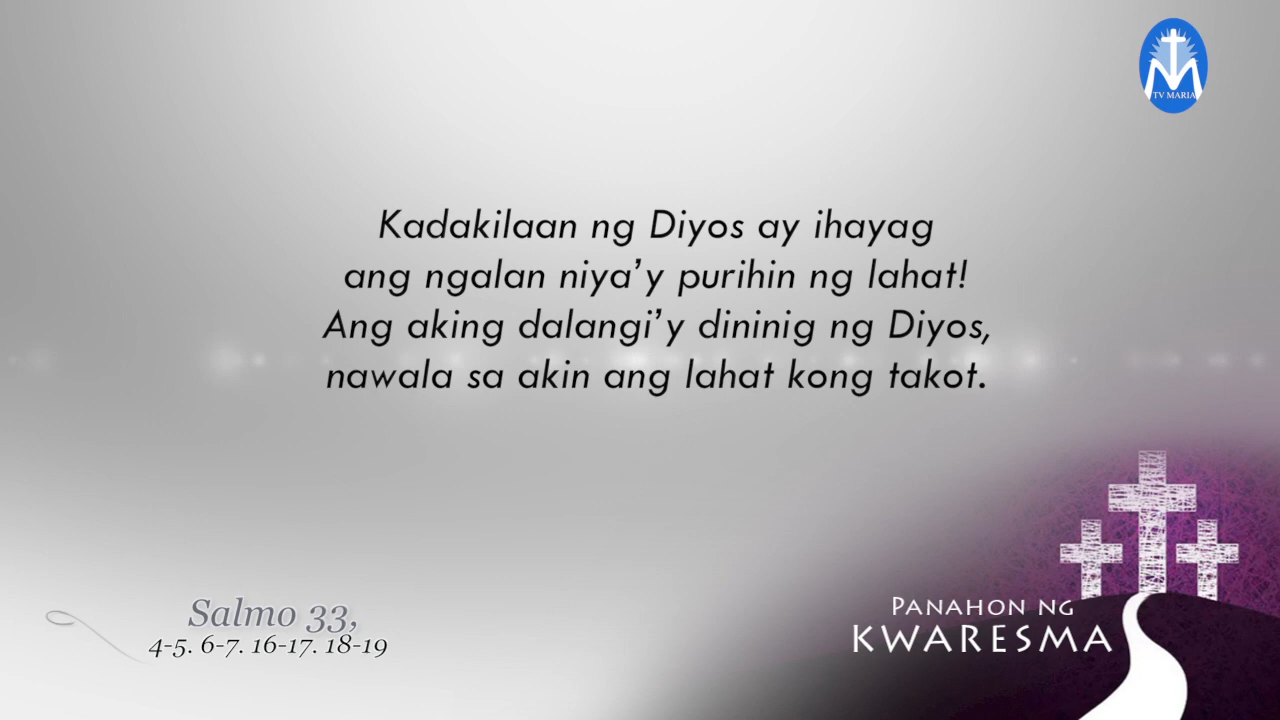 TV MARIA
Kadakilaan ng Diyos ay ihayag
ang ngalan niya’y purihin ng lahat!
Ang aking dalangi’y dininig ng Diyos,
nawala sa akin ang lahat kong takot.
Salmo 33,
4-5. 6-7. 16-17. 18-19
PANAHON NG
KWARESMA